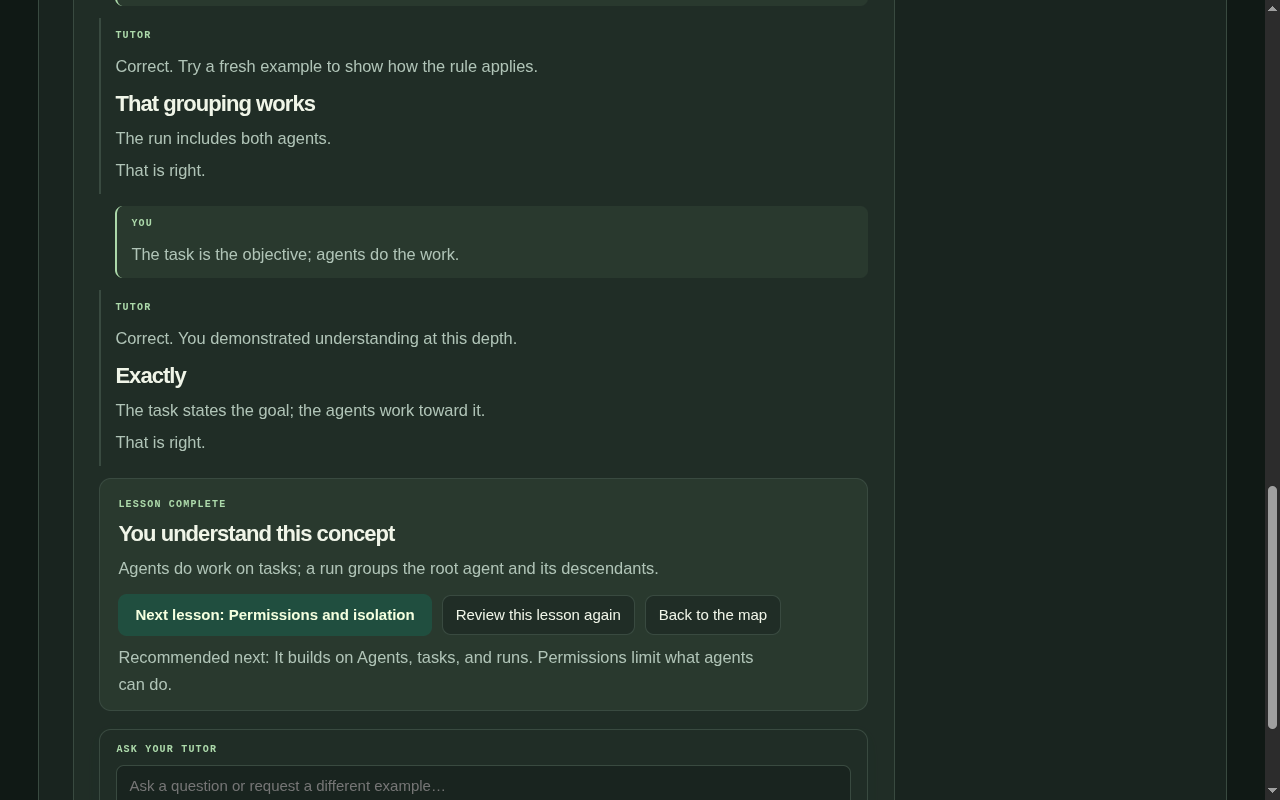 TUTOR
Correct. Try a fresh example to show how the rule applies.
That grouping works
The run includes both agents.
That is right.
YOU
The task is the objective; agents do the work.
TUTOR
Correct. You demonstrated understanding at this depth.
Exactly
The task states the goal; the agents work toward it.
That is right.
LESSON COMPLETE
You understand this concept
Agents do work on tasks; a run groups the root agent and its descendants.
Next lesson: Permissions and isolation
Review this lesson again
Back to the map
Recommended next: It builds on Agents, tasks, and runs. Permissions limit what agents
can do.
ASK YOUR TUTOR
Ask a question or request a different example…